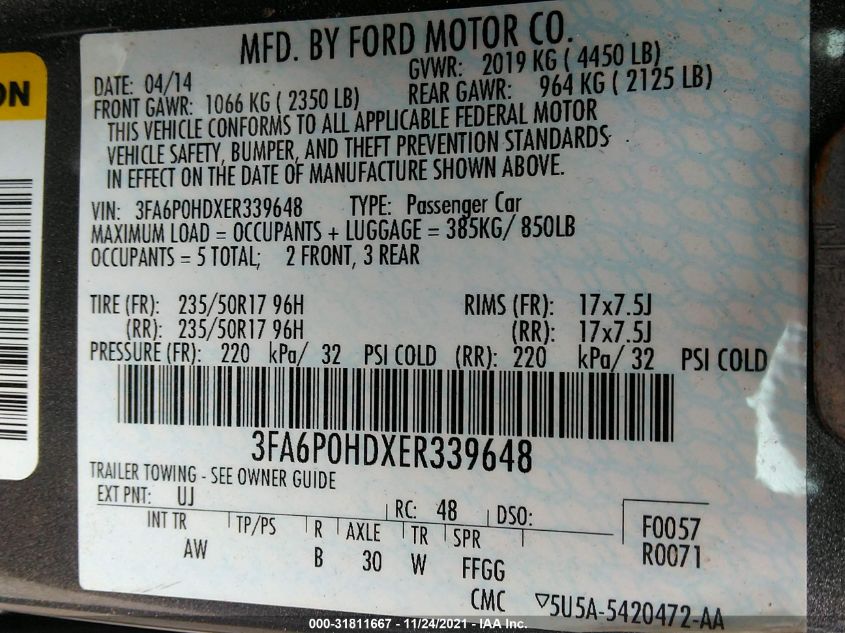 ON
MFD. BY FORD MOTOR CO.
DATE: 04/14 GVWR: 2019 KG ( 4450 LB)
FRONT GAWR: 1066 KG ( 2350 LB) REAR GAWR: 964 KG ( 2125 LB)
THIS VEHICLE CONFORMS TO ALL APPLICABLE FEDERAL MOTOR
VEHICLE SAFETY, BUMPER, AND THEFT PREVENTION STANDARDS
IN EFFECT ON THE DATE OF MANUFACTURE SHOWN ABOVE.
VIN: 3FA6P0HDXER339648 TYPE: Passenger Car
MAXIMUM LOAD = OCCUPANTS + LUGGAGE = 385KG/ 850LB
OCCUPANTS = 5 TOTAL; 2 FRONT, 3 REAR
TIRE (FR): 235/50R17 96H RIMS (FR): 17x7.5J
(RR): 235/50R17 96H (RR): 17x7.5J
PRESSURE (FR): 220 kPa/ 32 PSI COLD (RR): 220 kPa/ 32 PSI COLD
3FA6P0HDXER339648
TRAILER TOWING - SEE OWNER GUIDE
EXT PNT: UJ RC: 48 DSO: F0057
INT TR TP/PS R AXLE TR SPR R0071
AW B 30 W FFGG
CMC ▽5U5A-5420472-AA
000-31811667 - 11/24/2021 - IAA Inc.